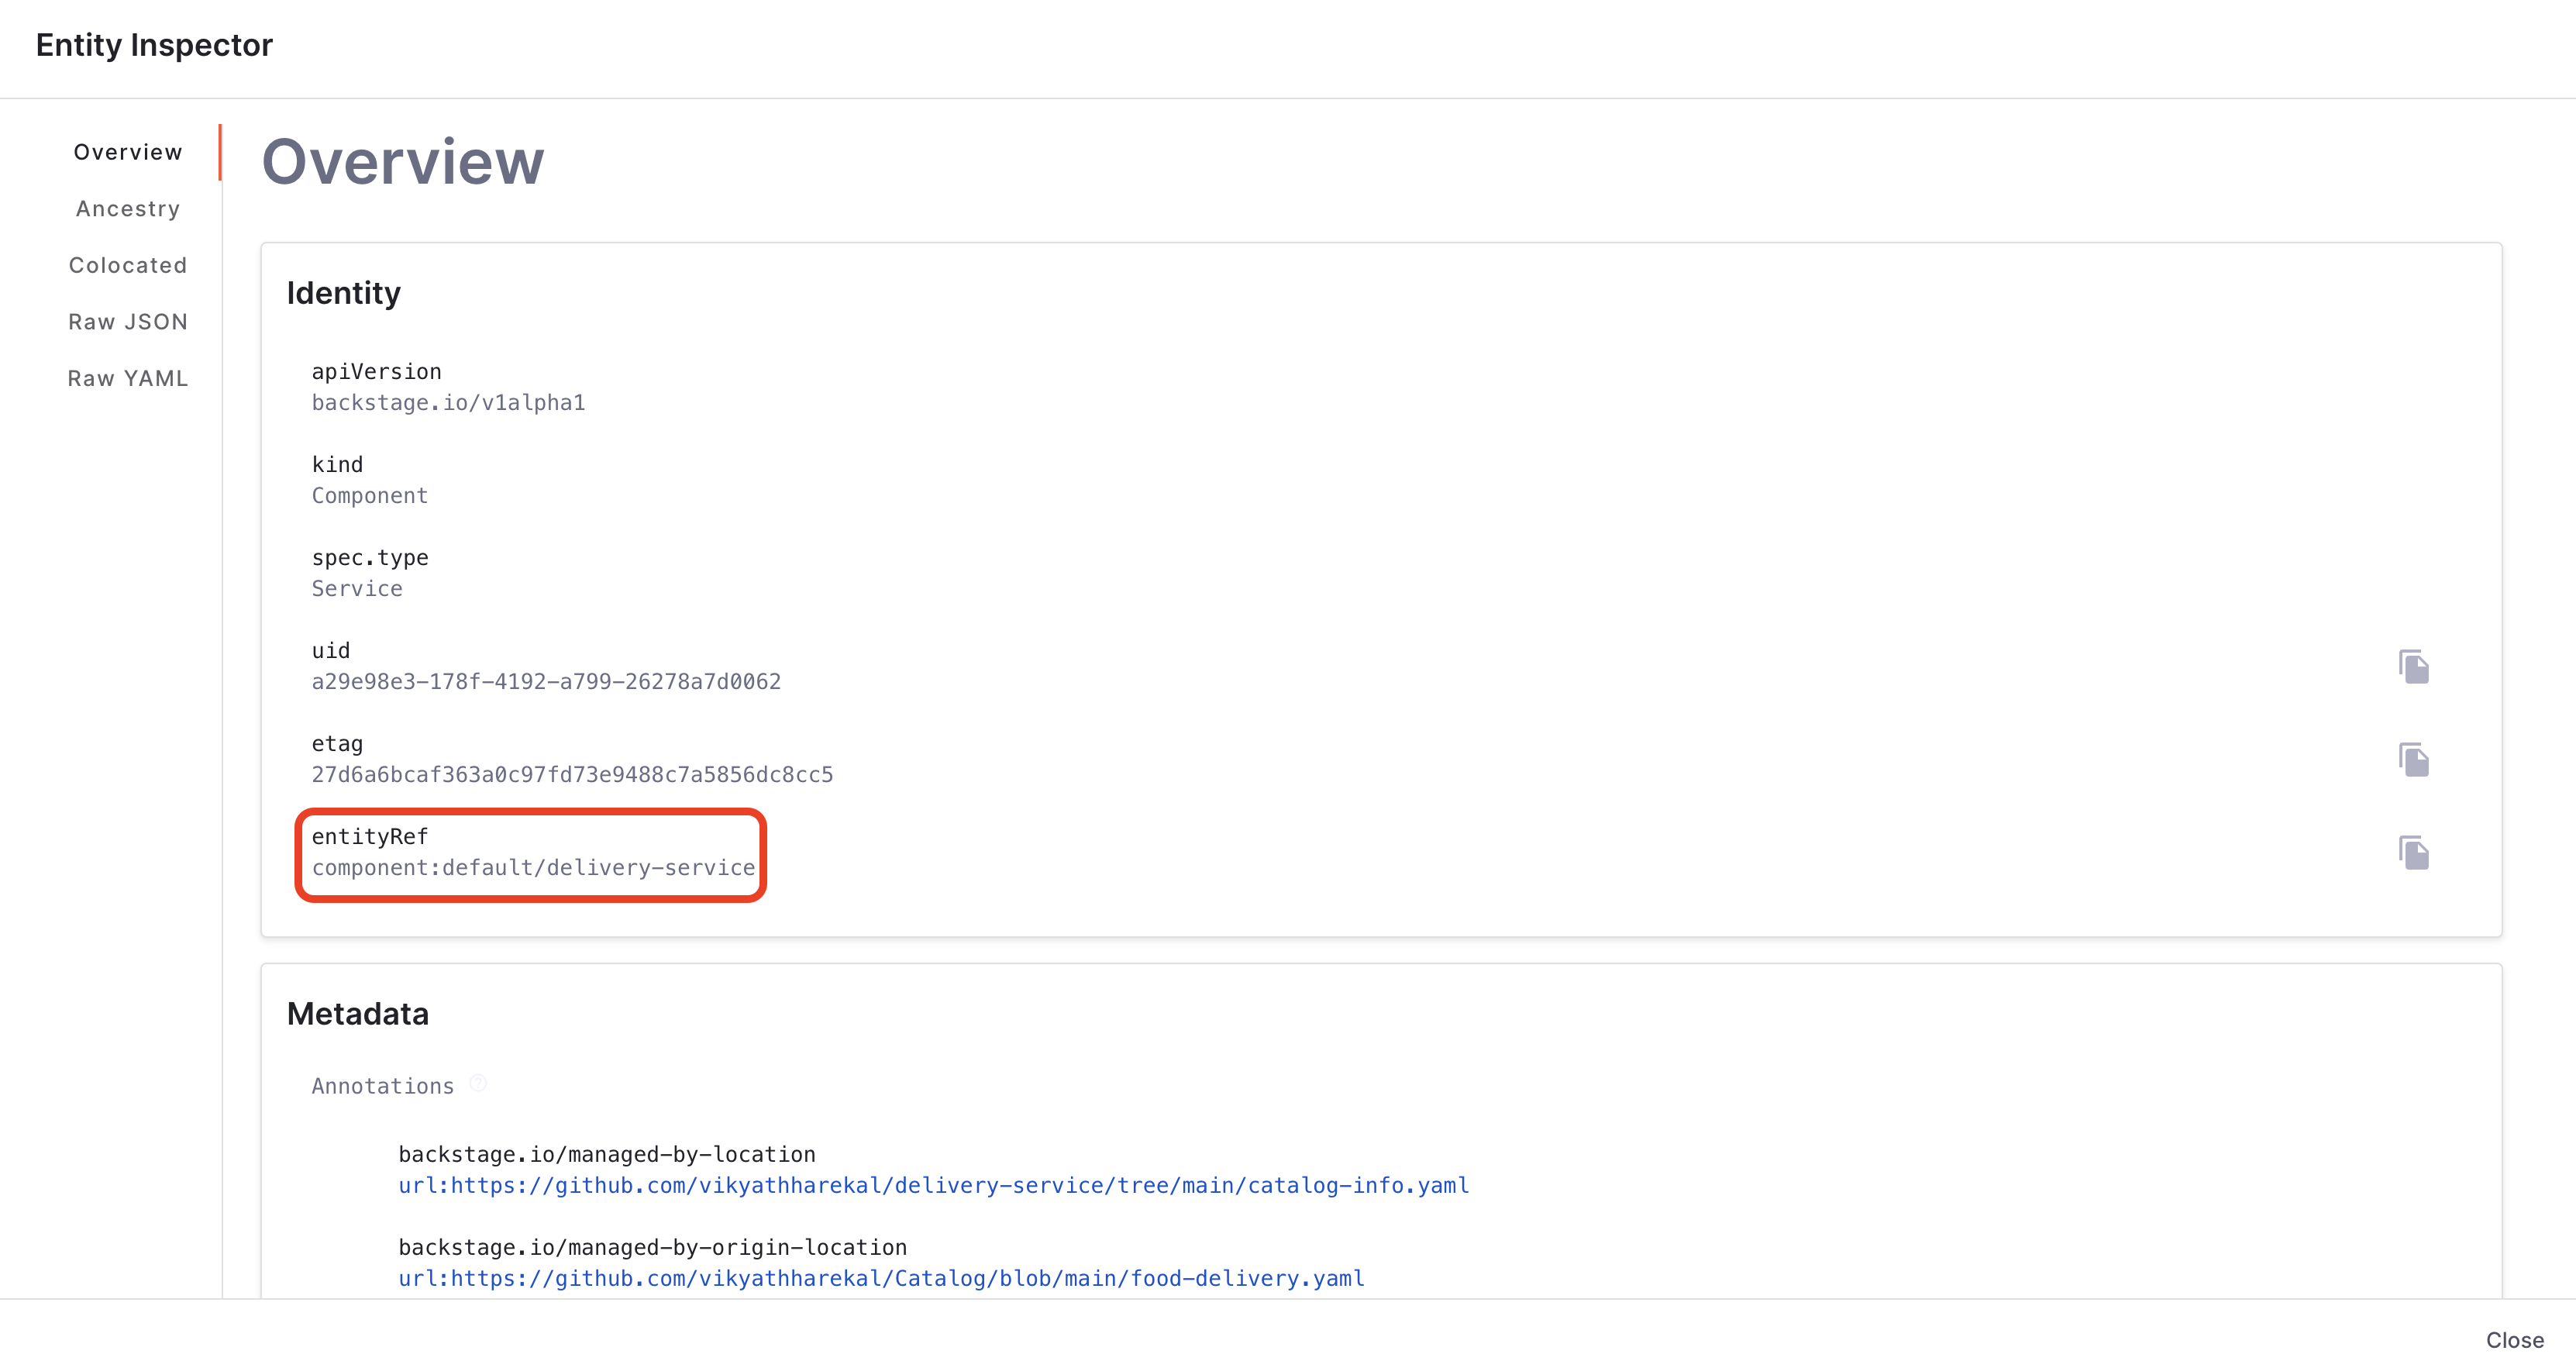 Entity Inspector
Overview
Ancestry
Colocated
Raw JSON
Raw YAML
Overview
Identity
apiVersion
backstage.io/v1alpha1
kind
Component
spec.type
Service
uid
a29e98e3-178f-4192-a799-26278a7d0062
etag
27d6a6bcaf363a0c97fd73e9488c7a5856dc8cc5
entityRef
component:default/delivery-service
Metadata
Annotations
backstage.io/managed-by-location
url:https://github.com/vikyathharekal/delivery-service/tree/main/catalog-info.yaml
backstage.io/managed-by-origin-location
url:https://github.com/vikyathharekal/Catalog/blob/main/food-delivery.yaml
Close